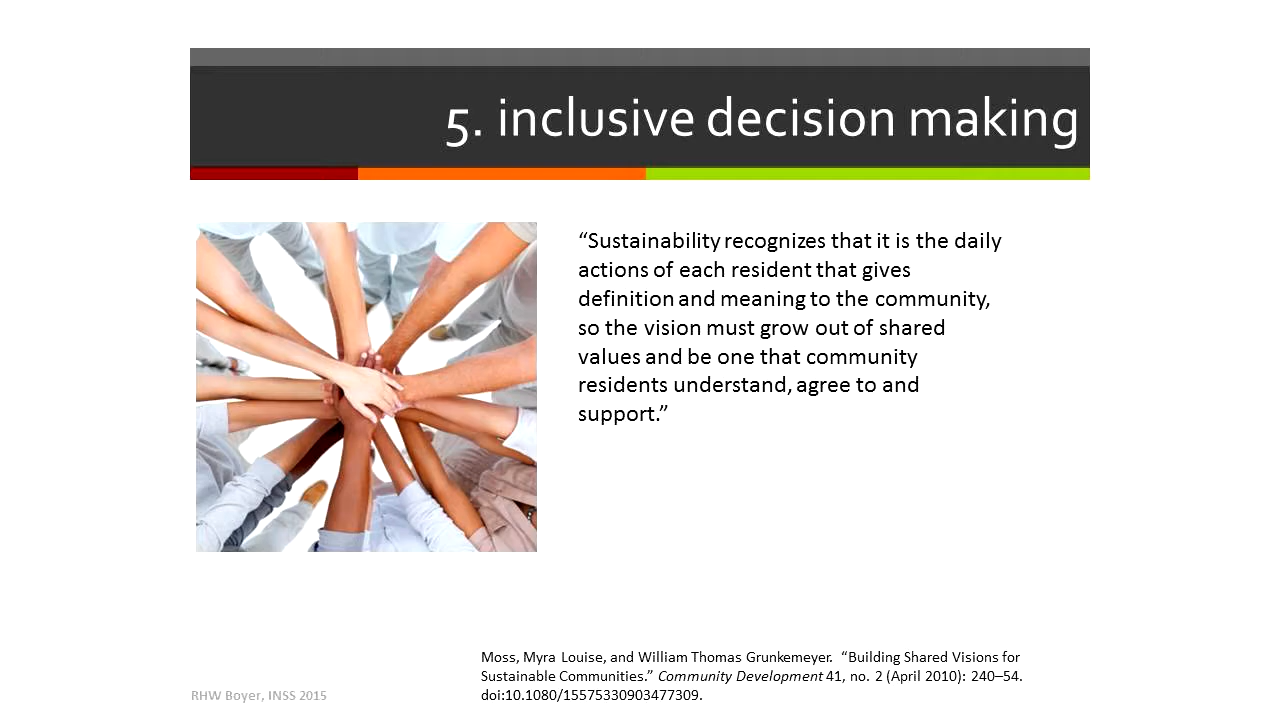 5. inclusive decision making
“Sustainability recognizes that it is the daily
actions of each resident that gives
definition and meaning to the community,
so the vision must grow out of shared
values and be one that community
residents understand, agree to and
support.”
Moss, Myra Louise, and William Thomas Grunkemeyer. “Building Shared Visions for
Sustainable Communities.” Community Development 41, no. 2 (April 2010): 240–54.
doi:10.1080/15575330903477309.
RHW Boyer, INSS 2015